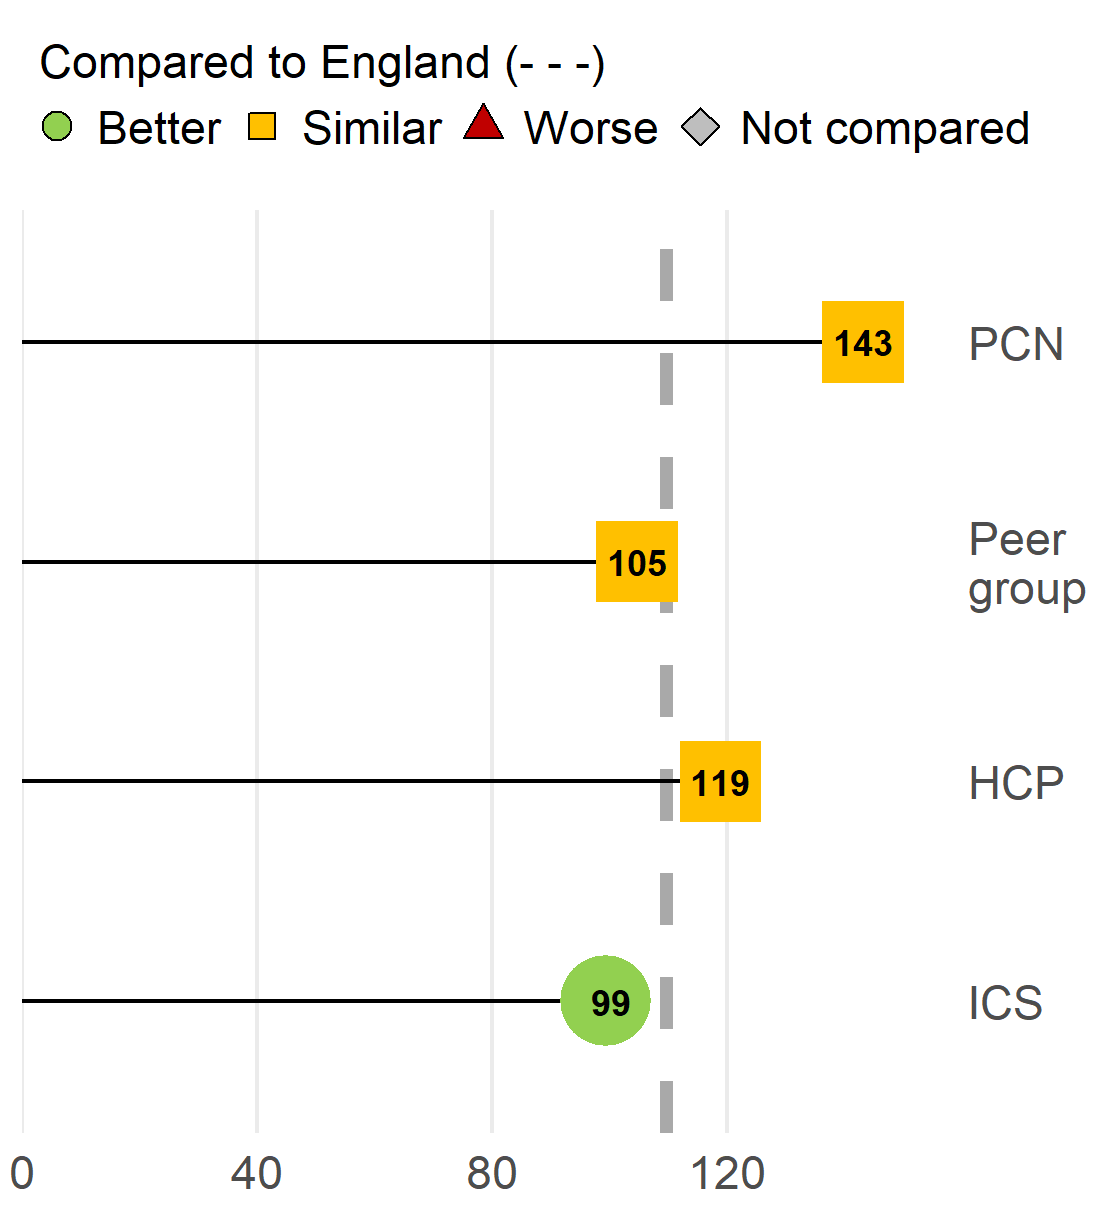 Compared to England (- - -)
Better Similar Worse Not compared
143 PCN
105 Peer
group
119 HCP
99 ICS
0 40 80 120